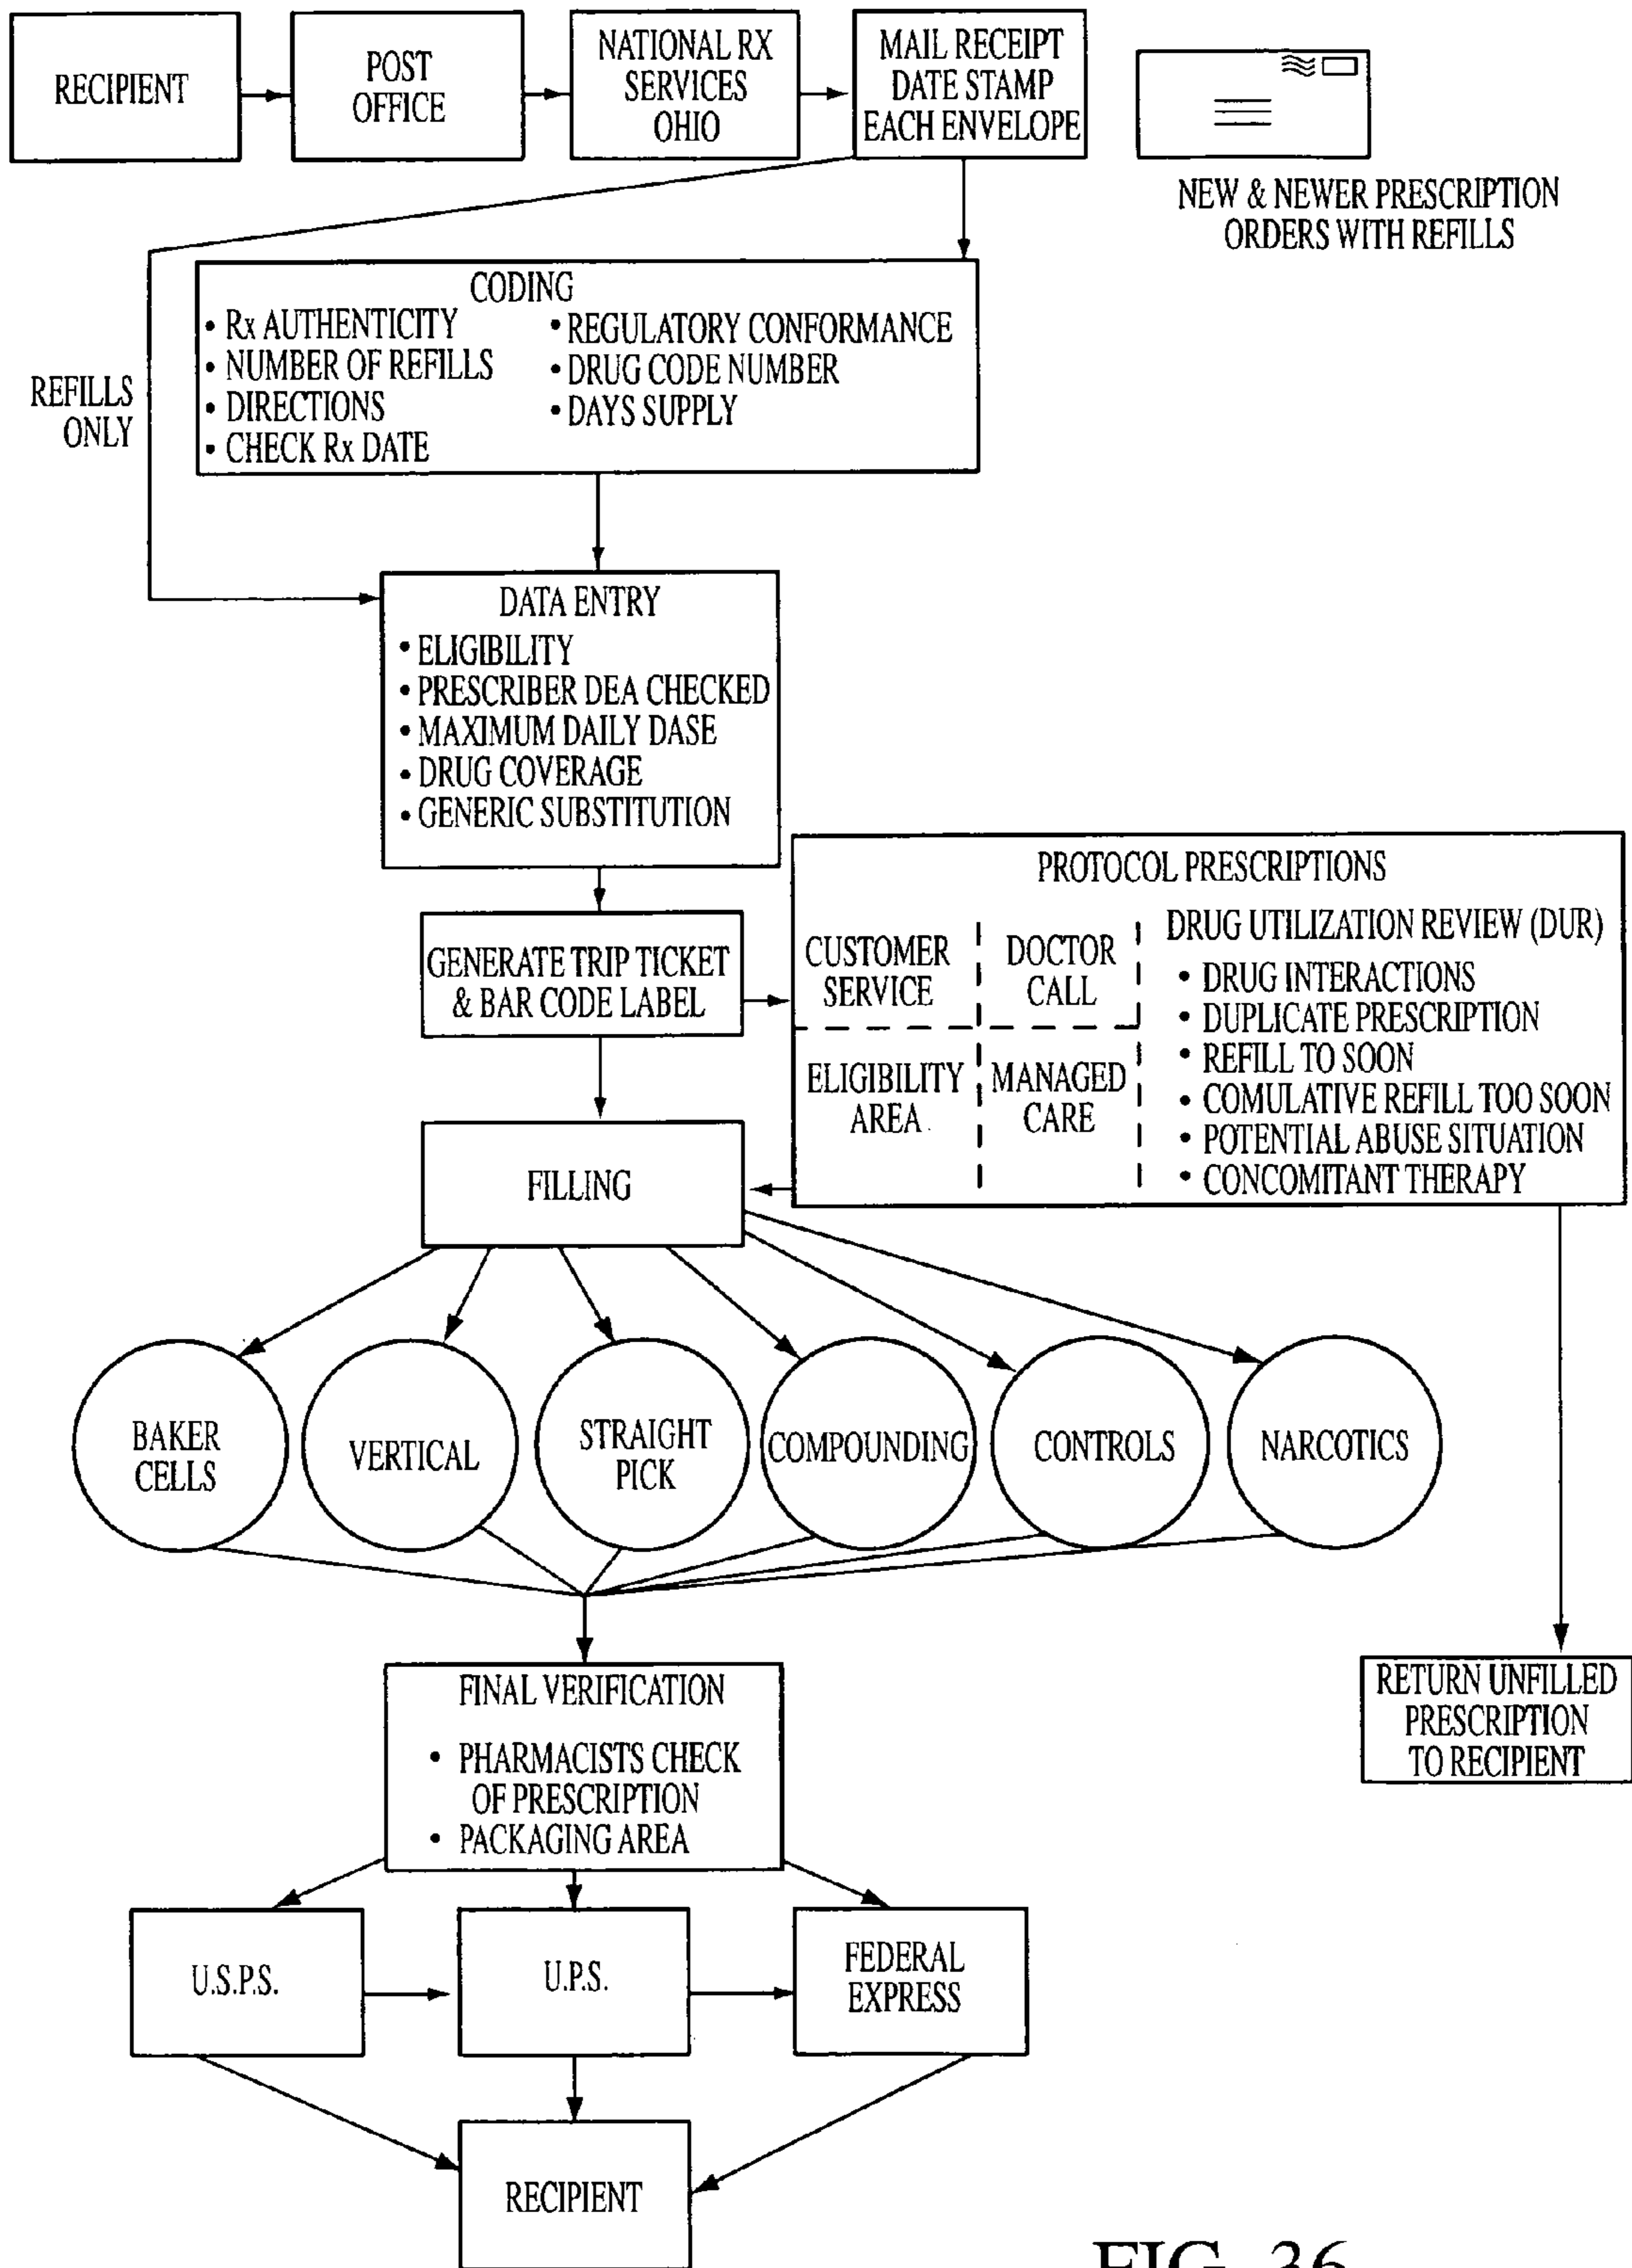 RECIPIENT
POST
OFFICE
NATIONAL RX
SERVICES
OHIO
MAIL RECEIPT
DATE STAMP
EACH ENVELOPE
NEW & NEWER PRESCRIPTION
ORDERS WITH REFILLS
REFILLS
ONLY
CODING
• Rx AUTHENTICITY
• NUMBER OF REFILLS
• DIRECTIONS
• CHECK Rx DATE
• REGULATORY CONFORMANCE
• DRUG CODE NUMBER
• DAYS SUPPLY
DATA ENTRY
• ELIGIBILITY
• PRESCRIBER DEA CHECKED
• MAXIMUM DAILY DASE
• DRUG COVERAGE
• GENERIC SUBSTITUTION
GENERATE TRIP TICKET
& BAR CODE LABEL
PROTOCOL PRESCRIPTIONS
CUSTOMER
SERVICE
DOCTOR
CALL
ELIGIBILITY
AREA
MANAGED
CARE
DRUG UTILIZATION REVIEW (DUR)
• DRUG INTERACTIONS
• DUPLICATE PRESCRIPTION
• REFILL TO SOON
• COMULATIVE REFILL TOO SOON
• POTENTIAL ABUSE SITUATION
• CONCOMITANT THERAPY
FILLING
BAKER
CELLS
VERTICAL
STRAIGHT
PICK
COMPOUNDING
CONTROLS
NARCOTICS
FINAL VERIFICATION
• PHARMACISTS CHECK
OF PRESCRIPTION
• PACKAGING AREA
RETURN UNFILLED
PRESCRIPTION
TO RECIPIENT
U.S.P.S.
U.P.S.
FEDERAL
EXPRESS
RECIPIENT
FIG. 36